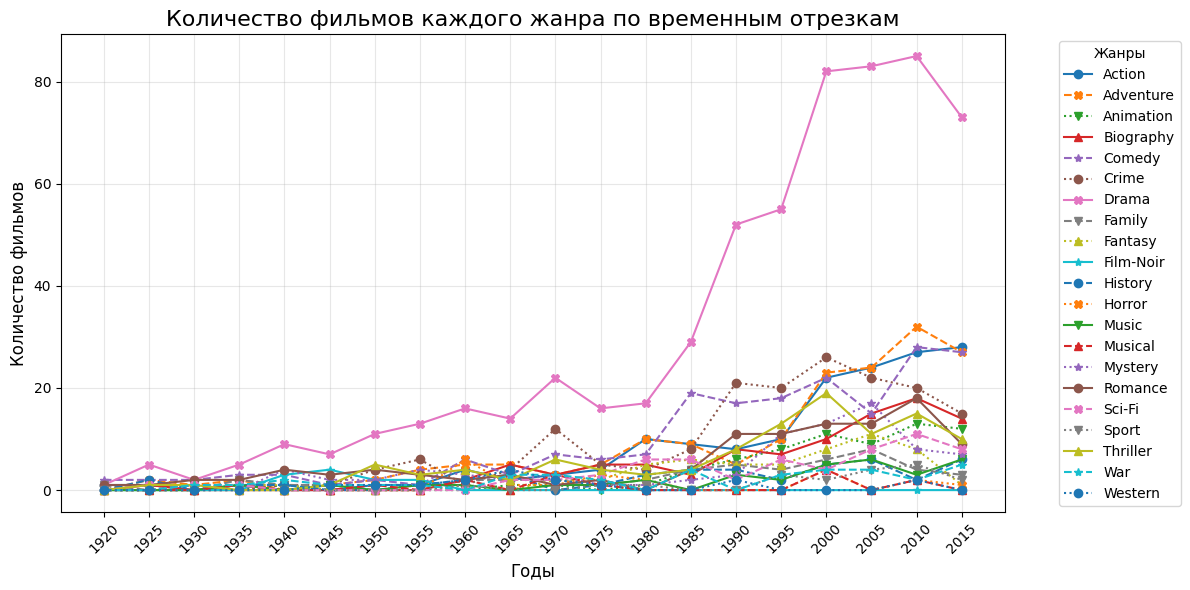 Количество фильмов каждого жанра по временным отрезкам
Количество фильмов
80
60
40
20
0
1920
1925
1930
1935
1940
1945
1950
1955
1960
1965
1970
1975
1980
1985
1990
1995
2000
2005
2010
2015
Годы
Жанры
Action
Adventure
Animation
Biography
Comedy
Crime
Drama
Family
Fantasy
Film-Noir
History
Horror
Music
Musical
Mystery
Romance
Sci-Fi
Sport
Thriller
War
Western